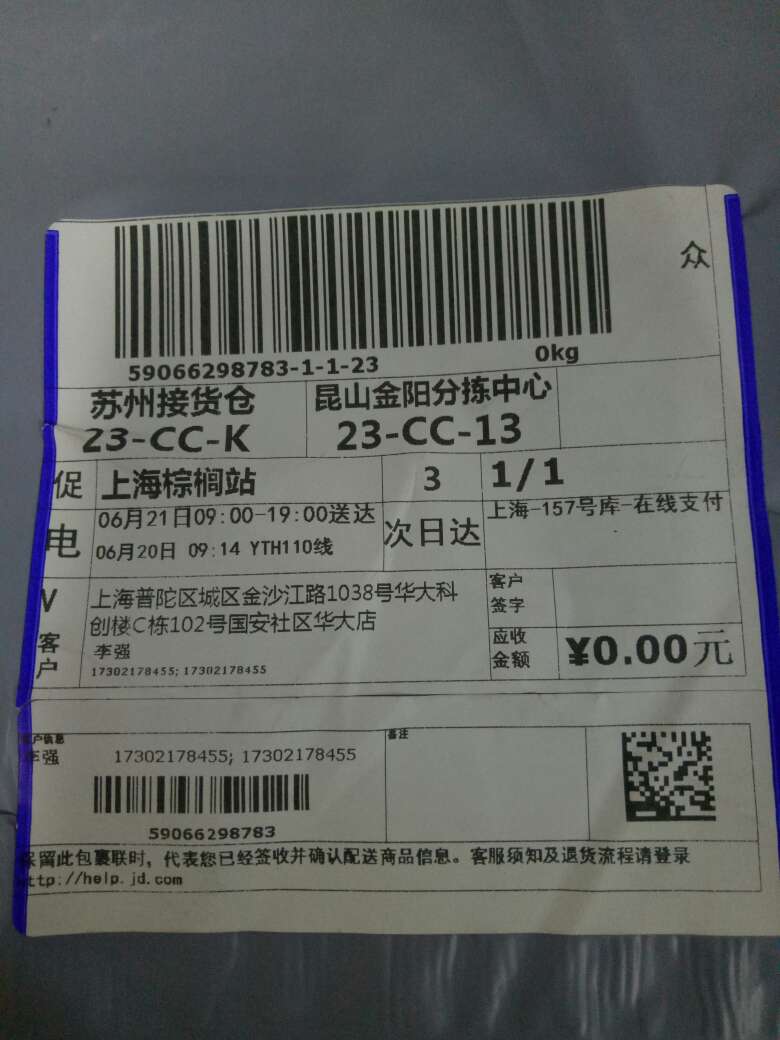 众
59066298783-1-1-23 0kg
苏州接货仓 昆山金阳分拣中心
23-CC-K 23-CC-13
促 上海棕榈站 3 1/1
电 06月21日09:00-19:00送达 次日达 上海-157号库-在线支付
06月20日 09:14 YTH110线
V 上海普陀区城区金沙江路1038号华大科 客户
创楼C栋102号国安社区华大店 签字
客户 李强 应收
17302178455; 17302178455 金额 ¥0.00元
客户信息 备注
李强 17302178455; 17302178455
59066298783
保留此包裹联时，代表您已经签收并确认配送商品信息。客服须知及退货流程请登录
http://help.jd.com